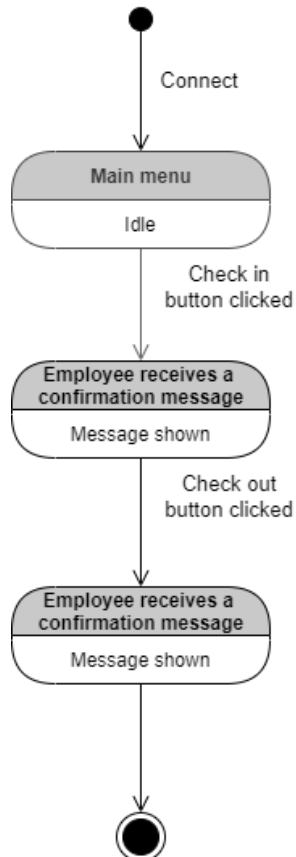 Connect
Main menu
Idle
Check in
button clicked
Employee receives a
confirmation message
Message shown
Check out
button clicked
Employee receives a
confirmation message
Message shown